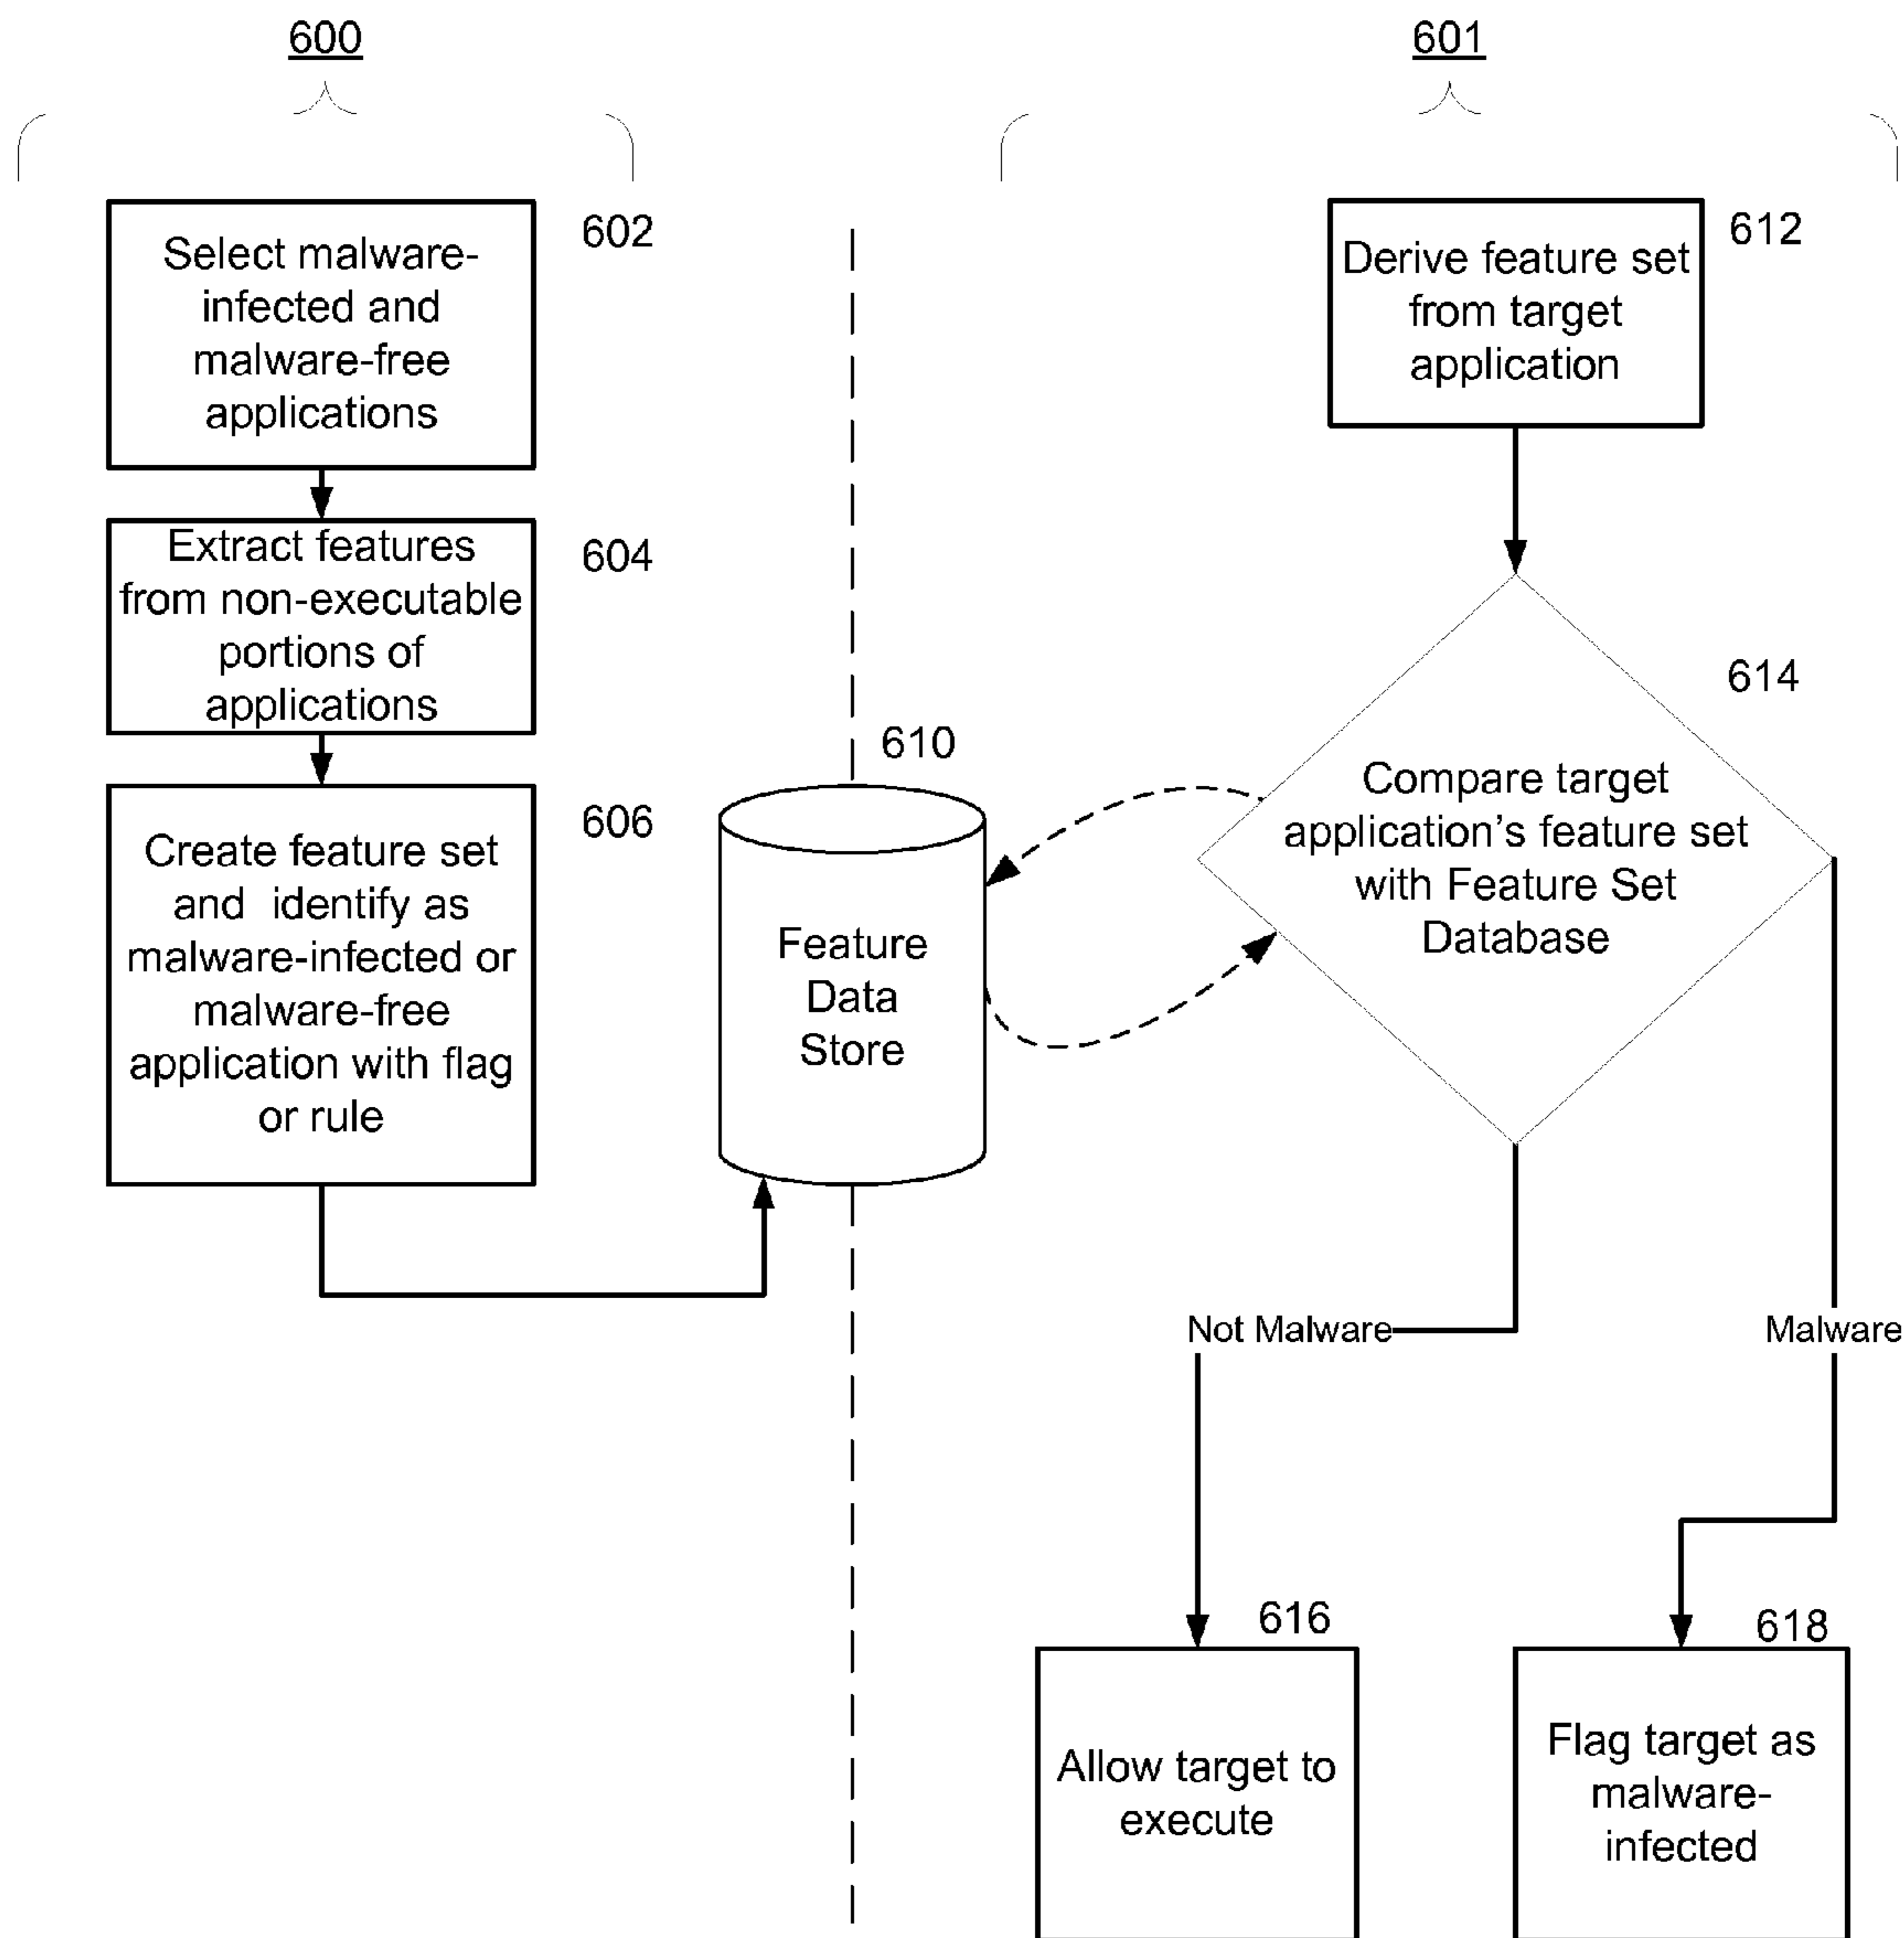 600
601
602
Select malware-
infected and
malware-free
applications
604
Extract features
from non-executable
portions of
applications
606
Create feature set
and identify as
malware-infected or
malware-free
application with flag
or rule
610
Feature
Data
Store
612
Derive feature set
from target
application
614
Compare target
application's feature set
with Feature Set
Database
Not Malware
Malware
616
Allow target to
execute
618
Flag target as
malware-
infected